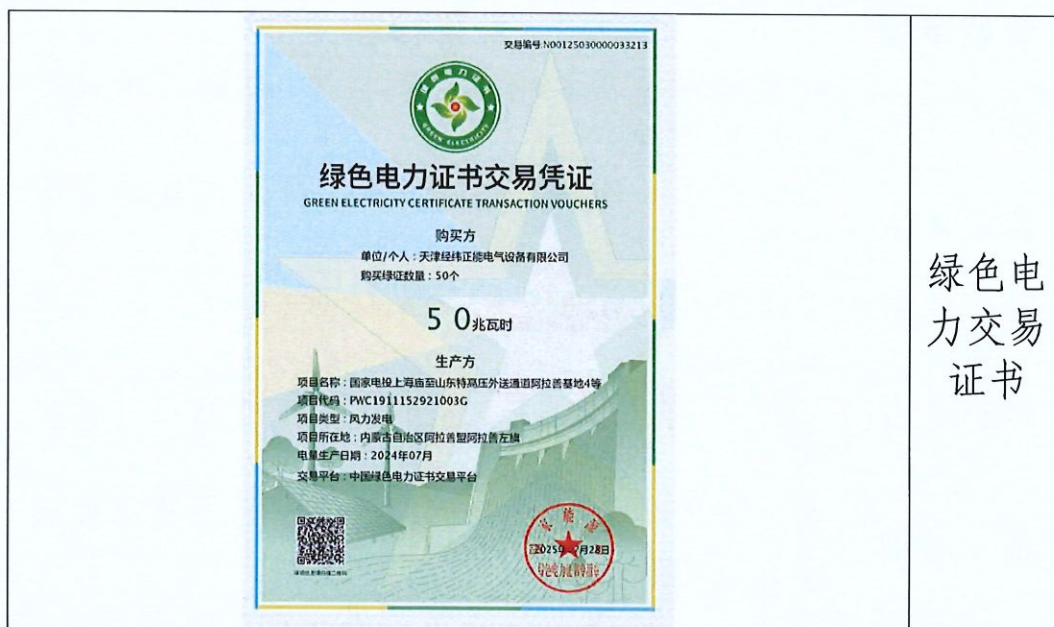 交易编号:N00125030000033213
绿色电力证书
GREEN ELECTRICITY
绿色电力证书交易凭证
GREEN ELECTRICITY CERTIFICATE TRANSACTION VOUCHERS
购买方
单位/个人：天津经纬正能电气设备有限公司
购买绿证数量：50个
50兆瓦时
生产方
项目名称：国家电投上海庙至山东特高压外送通道阿拉善基地4等
项目代码：PWC1911152921003G
项目类型：风力发电
项目所在地：内蒙古自治区阿拉善盟阿拉善左旗
电量生产日期：2024年07月
交易平台：中国绿色电力证书交易平台
绿色电力交易证书